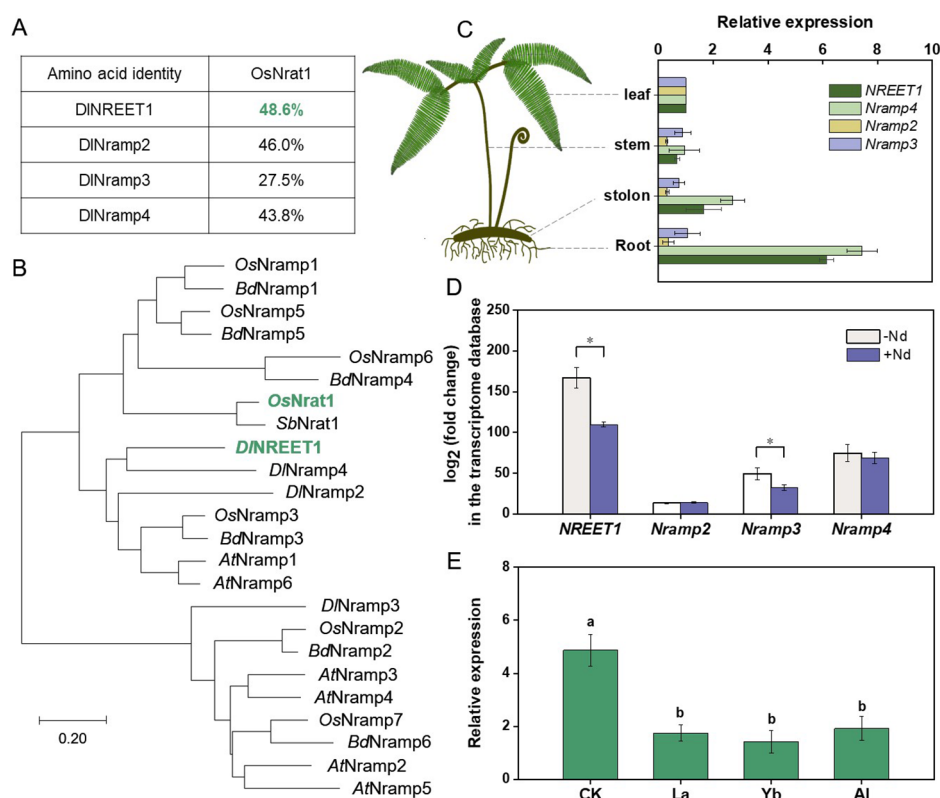 A
Amino acid identity OsNrat1
DlNREET1 48.6%
DlNramp2 46.0%
DlNramp3 27.5%
DlNramp4 43.8%
B
OsNramp1
BdNramp1
OsNramp5
BdNramp5
OsNramp6
BdNramp4
OsNrat1
SbNrat1
DlNREET1
DlNramp4
DlNramp2
OsNramp3
BdNramp3
AtNramp1
AtNramp6
DlNramp3
OsNramp2
BdNramp2
AtNramp3
AtNramp4
OsNramp7
BdNramp6
AtNramp2
AtNramp5
0.20
C
Relative expression
0 2 4 6 8 10
leaf
stem
stolon
Root
NREET1
Nramp4
Nramp2
Nramp3
D
log2 (fold change)
in the transcriptome database
250
200
150
100
50
0
* *
-Nd
+Nd
NREET1 Nramp2 Nramp3 Nramp4
E
Relative expression
8
6
4
2
0
a b b b
CK La Yb Al